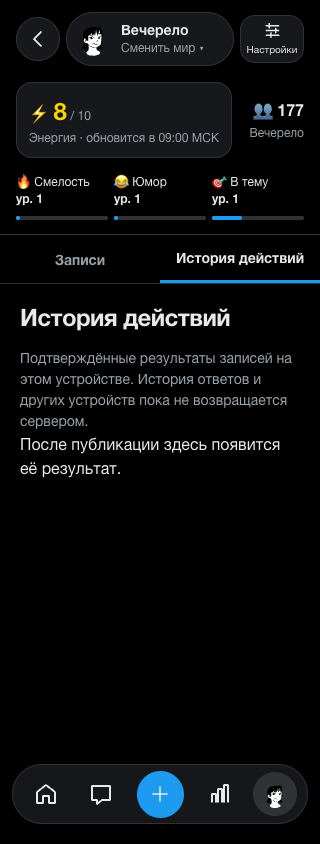 Вечерело
Сменить мир ▾
Настройки
⚡ 8 / 10
Энергия · обновится в 09:00 МСК
👥 177
Вечерело
🔥 Смелость
ур. 1
😂 Юмор
ур. 1
🎯 В тему
ур. 1
Записи
История действий
История действий
Подтверждённые результаты записей на
этом устройстве. История ответов и
других устройств пока не возвращается
сервером.
После публикации здесь появится
её результат.